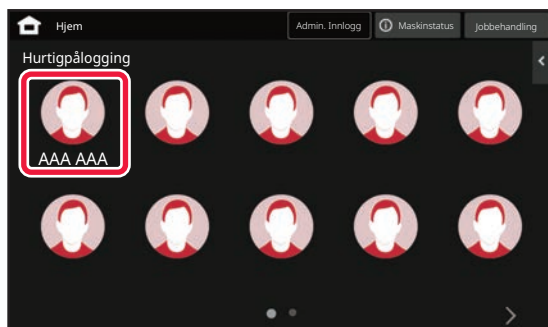 Hjem
Admin. Innlogg
Maskinstatus
Jobbehandling
Hurtigpålogging
AAA AAA